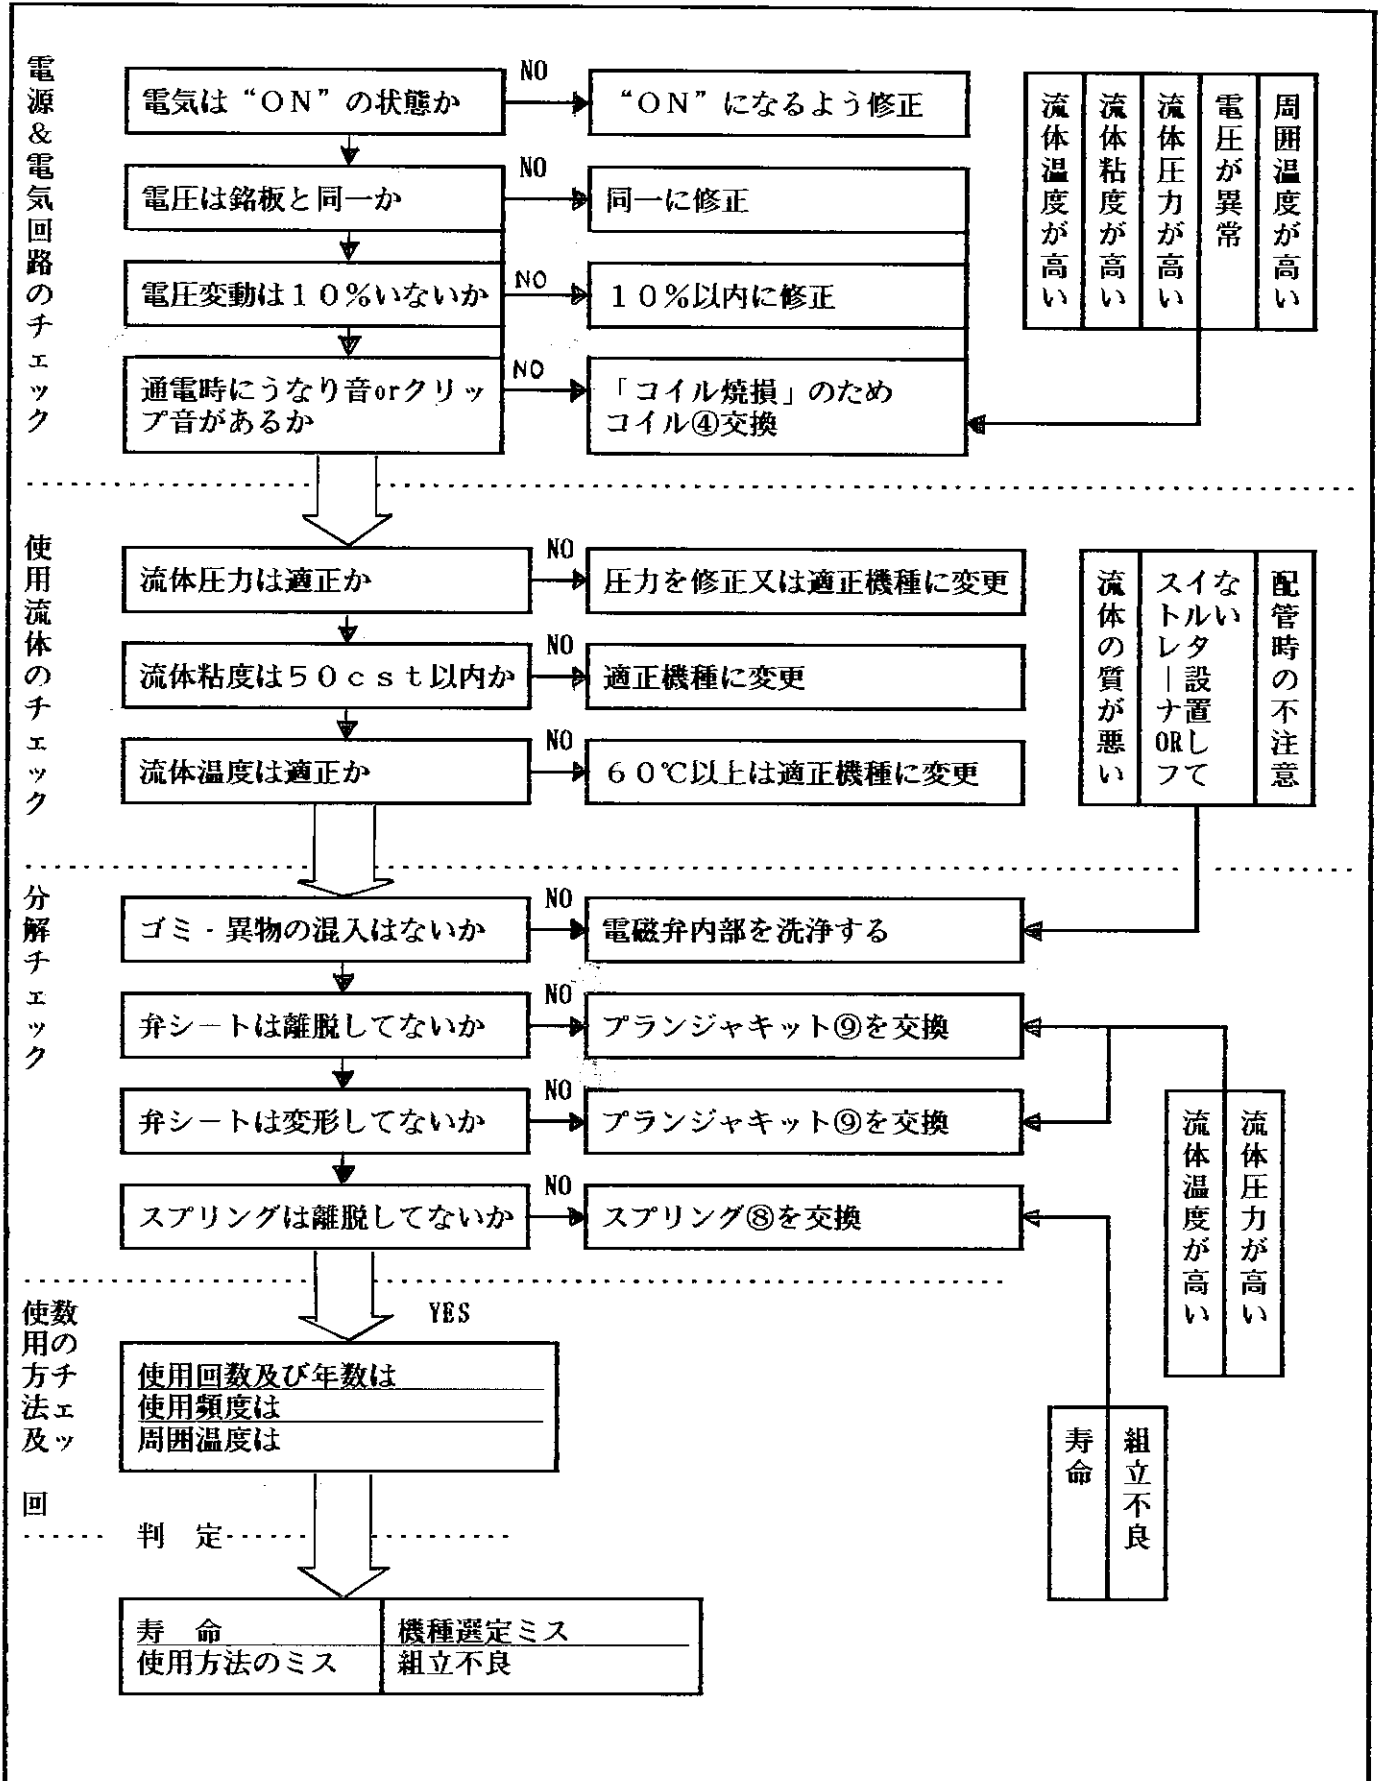 電源&電気回路のチェック
電気は“ON”の状態か
NO
“ON”になるよう修正
電圧は銘板と同一か
NO
同一に修正
電圧変動は10%いないか
NO
10%以内に修正
通電時にうなり音orクリッ
プ音があるか
NO
「コイル焼損」のため
コイル④交換
周囲温度が高い
電圧が異常
流体圧力が高い
流体粘度が高い
流体温度が高い
使用流体のチェック
流体圧力は適正か
NO
圧力を修正又は適正機種に変更
流体粘度は50cst以内か
NO
適正機種に変更
流体温度は適正か
NO
60℃以上は適正機種に変更
配管時の不注意
ストレーナORフ
イルタ設置して
ない
流体の質が悪い
分解チェック
ゴミ・異物の混入はないか
NO
電磁弁内部を洗浄する
弁シートは離脱してないか
NO
プランジャキット⑨を交換
弁シートは変形してないか
NO
プランジャキット⑨を交換
スプリングは離脱してないか
NO
スプリング⑧を交換
流体圧力が高い
流体温度が高い
組立不良
寿命
使用方法及 回
数のチェッ
YES
使用回数及び年数は
使用頻度は
周囲温度は
判 定
寿 命
機種選定ミス
使用方法のミス
組立不良